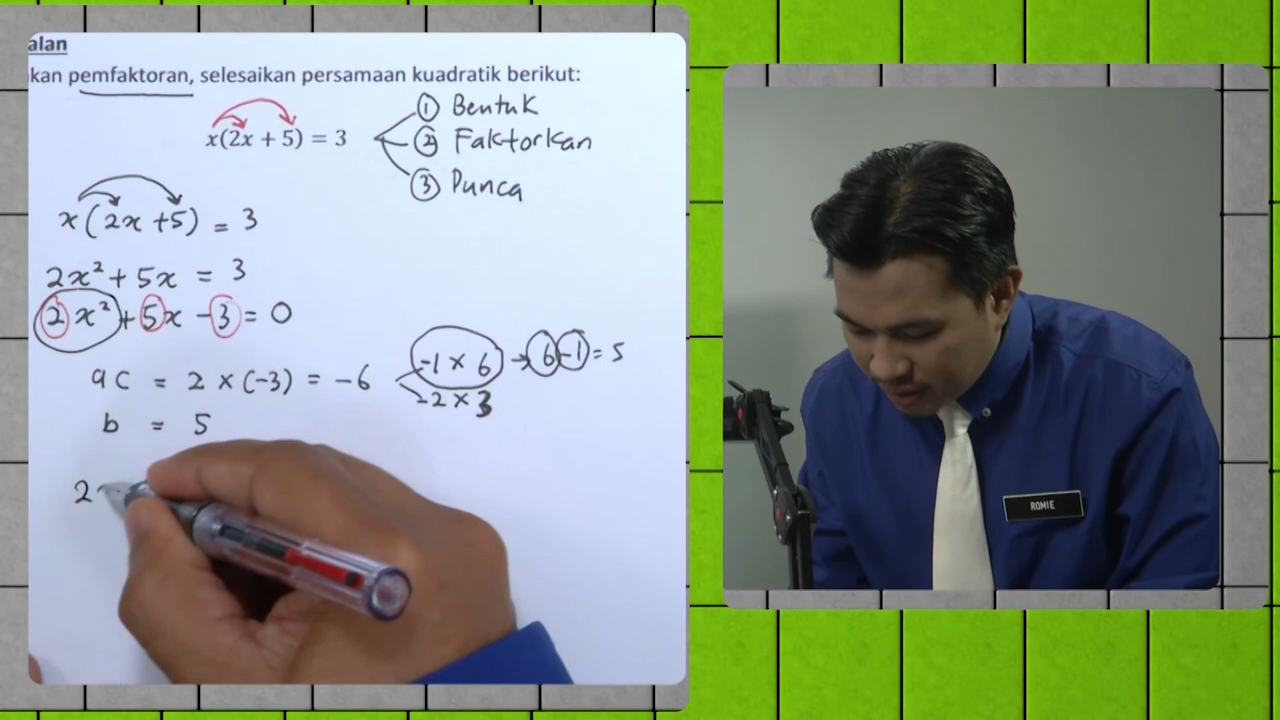 alan
kan pemfaktoran, selesaikan persamaan kuadratik berikut:
x(2x + 5) = 3
① Bentuk
② Faktorkan
③ Punca
x(2x + 5) = 3
2x² + 5x = 3
2x² + 5x - 3 = 0
ac = 2 × (-3) = -6
-1 × 6 → 6 - 1 = 5
-2 × 3
b = 5
2
ROMIE